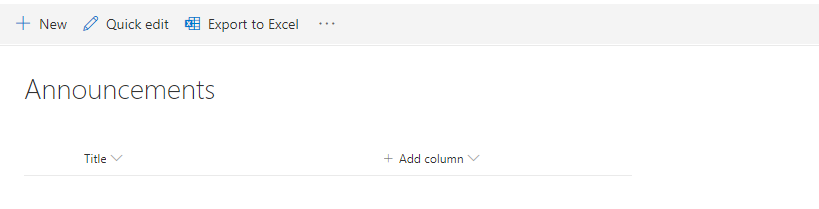 New Quick edit Export to Excel ...
Announcements
Title + Add column